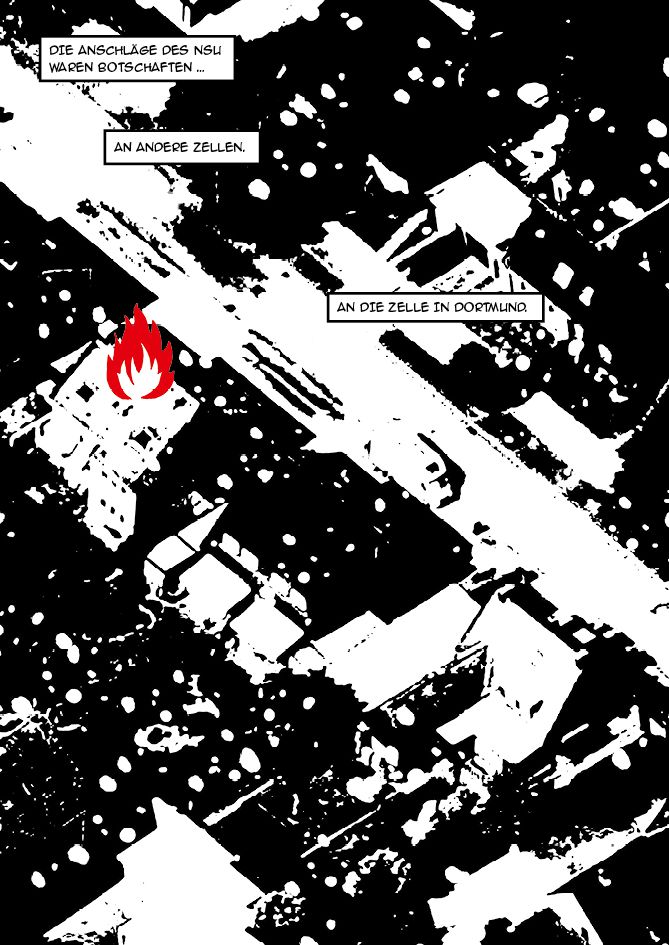 DIE ANSCHLÄGE DES NSU
WAREN BOTSCHAFTEN ...
AN ANDERE ZELLEN.
AN DIE ZELLE IN DORTMUND.